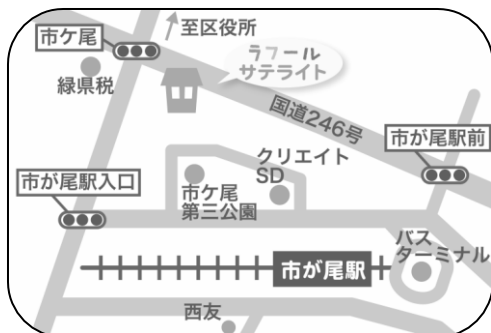 市ケ尾
至区役所
緑県税
ラフール
サテライト
国道246号
市が尾駅前
市が尾駅入口
市ケ尾
第三公園
クリエイト
SD
バス
ターミナル
市が尾駅
西友